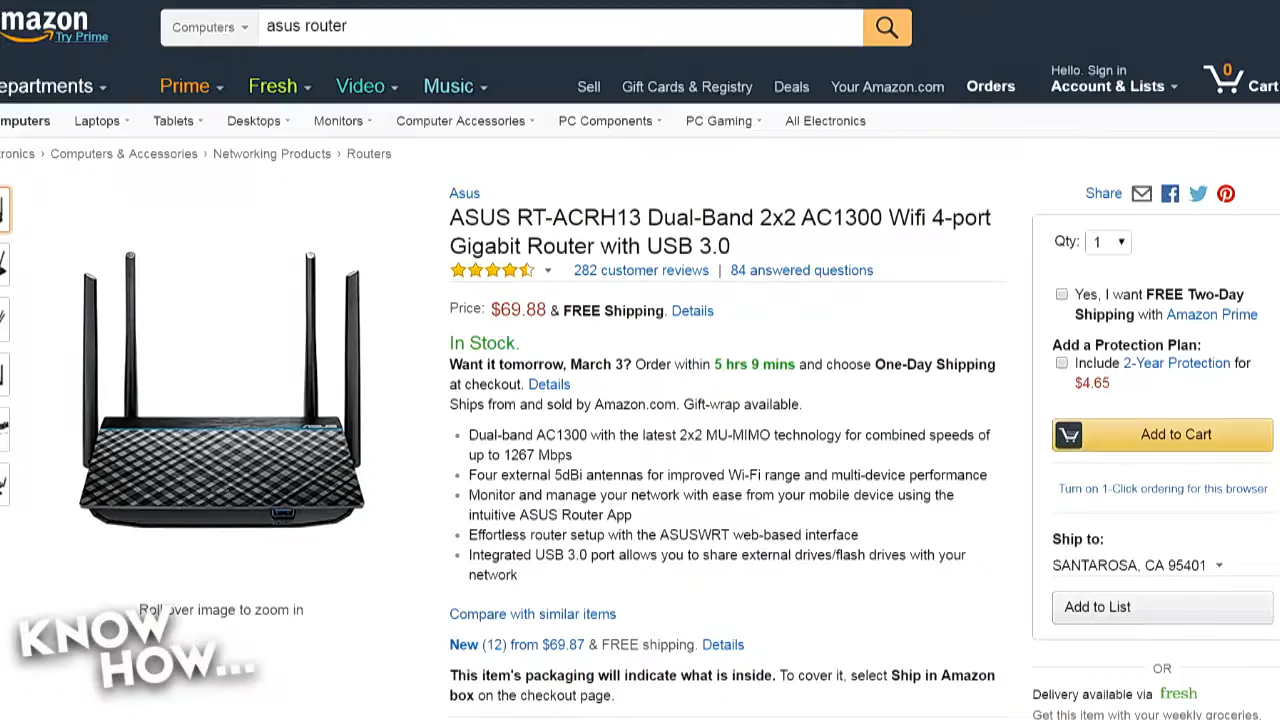 mazon
Try Prime
Computers
asus router
epartments
Prime
Fresh
Video
Music
Sell
Gift Cards & Registry
Deals
Your Amazon.com
Orders
Hello. Sign in
Account & Lists
0
Cart
mputers
Laptops
Tablets
Desktops
Monitors
Computer Accessories
PC Components
PC Gaming
All Electronics
ronics › Computers & Accessories › Networking Products › Routers
Asus
ASUS RT-ACRH13 Dual-Band 2x2 AC1300 Wifi 4-port
Gigabit Router with USB 3.0
282 customer reviews | 84 answered questions
Price: $69.88 & FREE Shipping. Details
In Stock.
Want it tomorrow, March 3? Order within 5 hrs 9 mins and choose One-Day Shipping
at checkout. Details
Ships from and sold by Amazon.com. Gift-wrap available.
• Dual-band AC1300 with the latest 2x2 MU-MIMO technology for combined speeds of
up to 1267 Mbps
• Four external 5dBi antennas for improved Wi-Fi range and multi-device performance
• Monitor and manage your network with ease from your mobile device using the
intuitive ASUS Router App
• Effortless router setup with the ASUSWRT web-based interface
• Integrated USB 3.0 port allows you to share external drives/flash drives with your
network
Compare with similar items
New (12) from $69.87 & FREE shipping. Details
This item's packaging will indicate what is inside. To cover it, select Ship in Amazon
box on the checkout page.
ASUS
Roll over image to zoom in
KNOW
HOW...
Share
Qty: 1
Yes, I want FREE Two-Day
Shipping with Amazon Prime
Add a Protection Plan:
Include 2-Year Protection for
$4.65
Add to Cart
Turn on 1-Click ordering for this browser
Ship to:
SANTAROSA, CA 95401
Add to List
OR
Delivery available via fresh
Get this item with your weekly groceries.